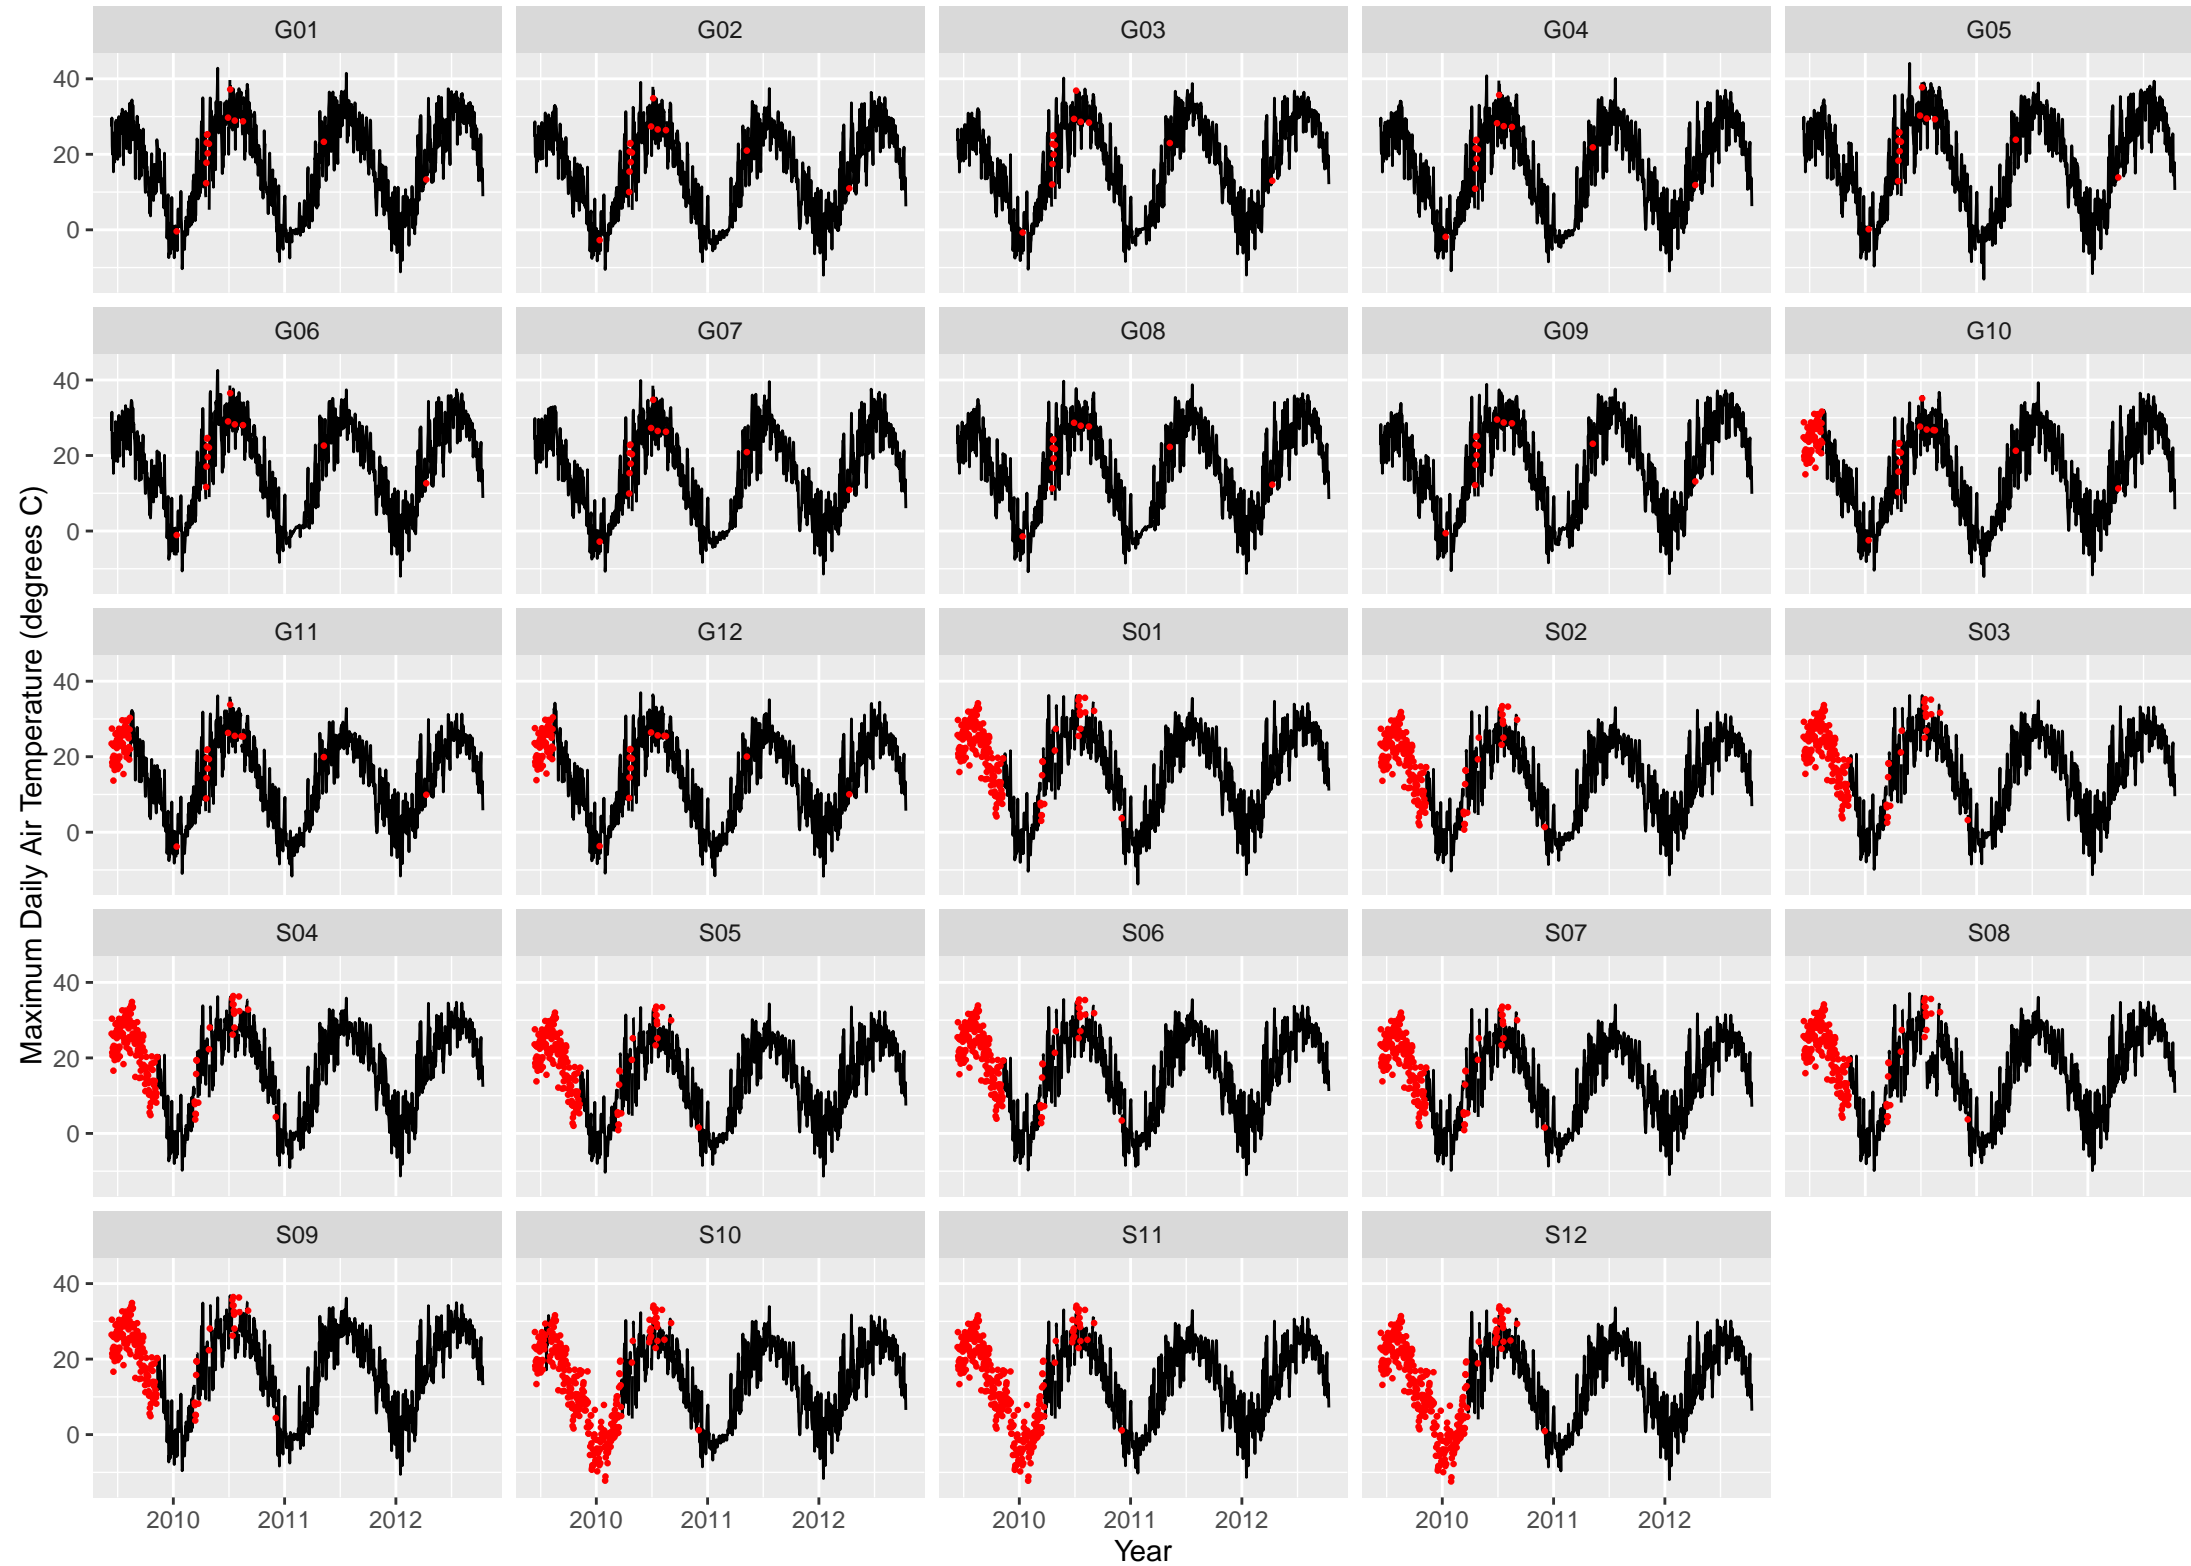 G01 G02 G03 G04 G05
40
20
0
G06 G07 G08 G09 G10
40
20
0
Maximum Daily Air Temperature (degrees C)
G11 G12 S01 S02 S03
40
20
0
S04 S05 S06 S07 S08
40
20
0
S09 S10 S11 S12
40
20
0
2010 2011 2012 2010 2011 2012 2010 2011 2012 2010 2011 2012
Year